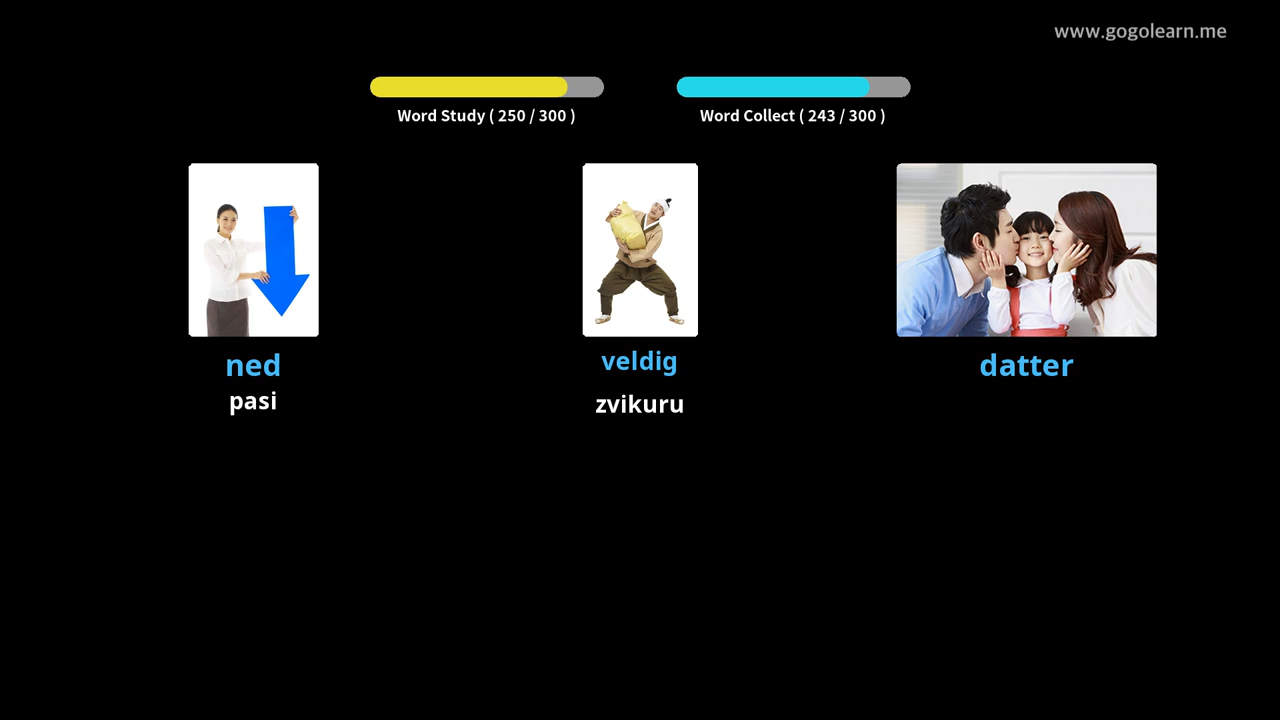 www.gogolearn.me
Word Study ( 250 / 300 )
Word Collect ( 243 / 300 )
ned
pasi
veldig
zvikuru
datter